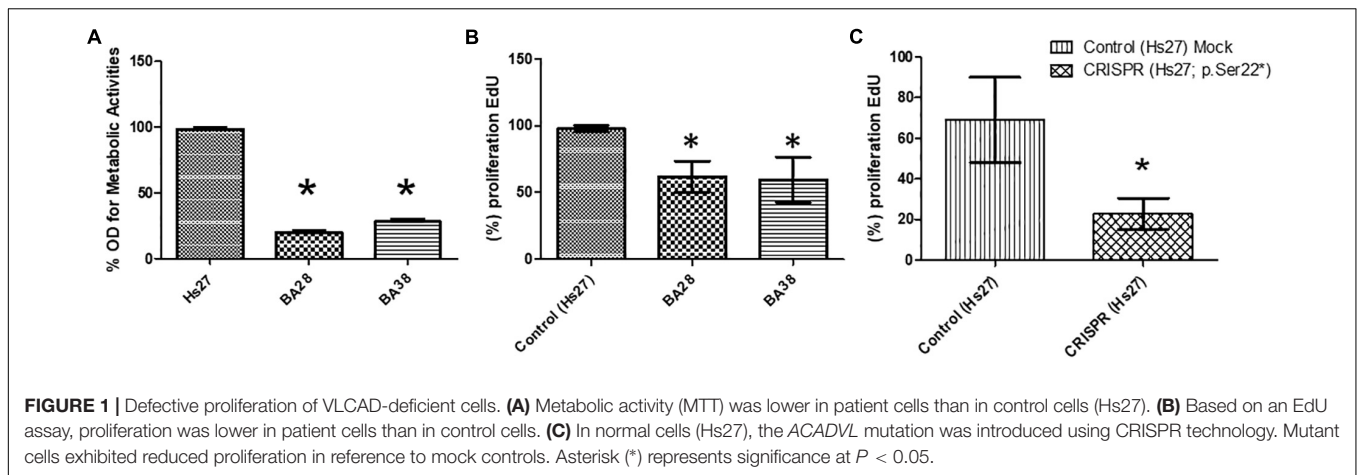 A
% OD for Metabolic Activities
150
100
50
0
*
*
Hs27
BA28
BA38
B
(%) proliferation EdU
150
100
50
0
*
*
Control (Hs27)
BA28
BA38
C
(%) proliferation EdU
100
80
60
40
20
0
Control (Hs27) Mock
CRISPR (Hs27; p.Ser22*)
*
Control (Hs27)
CRISPR (Hs27)
FIGURE 1 | Defective proliferation of VLCAD-deficient cells. (A) Metabolic activity (MTT) was lower in patient cells than in control cells (Hs27). (B) Based on an EdU
assay, proliferation was lower in patient cells than in control cells. (C) In normal cells (Hs27), the ACADVL mutation was introduced using CRISPR technology. Mutant
cells exhibited reduced proliferation in reference to mock controls. Asterisk (*) represents significance at P < 0.05.